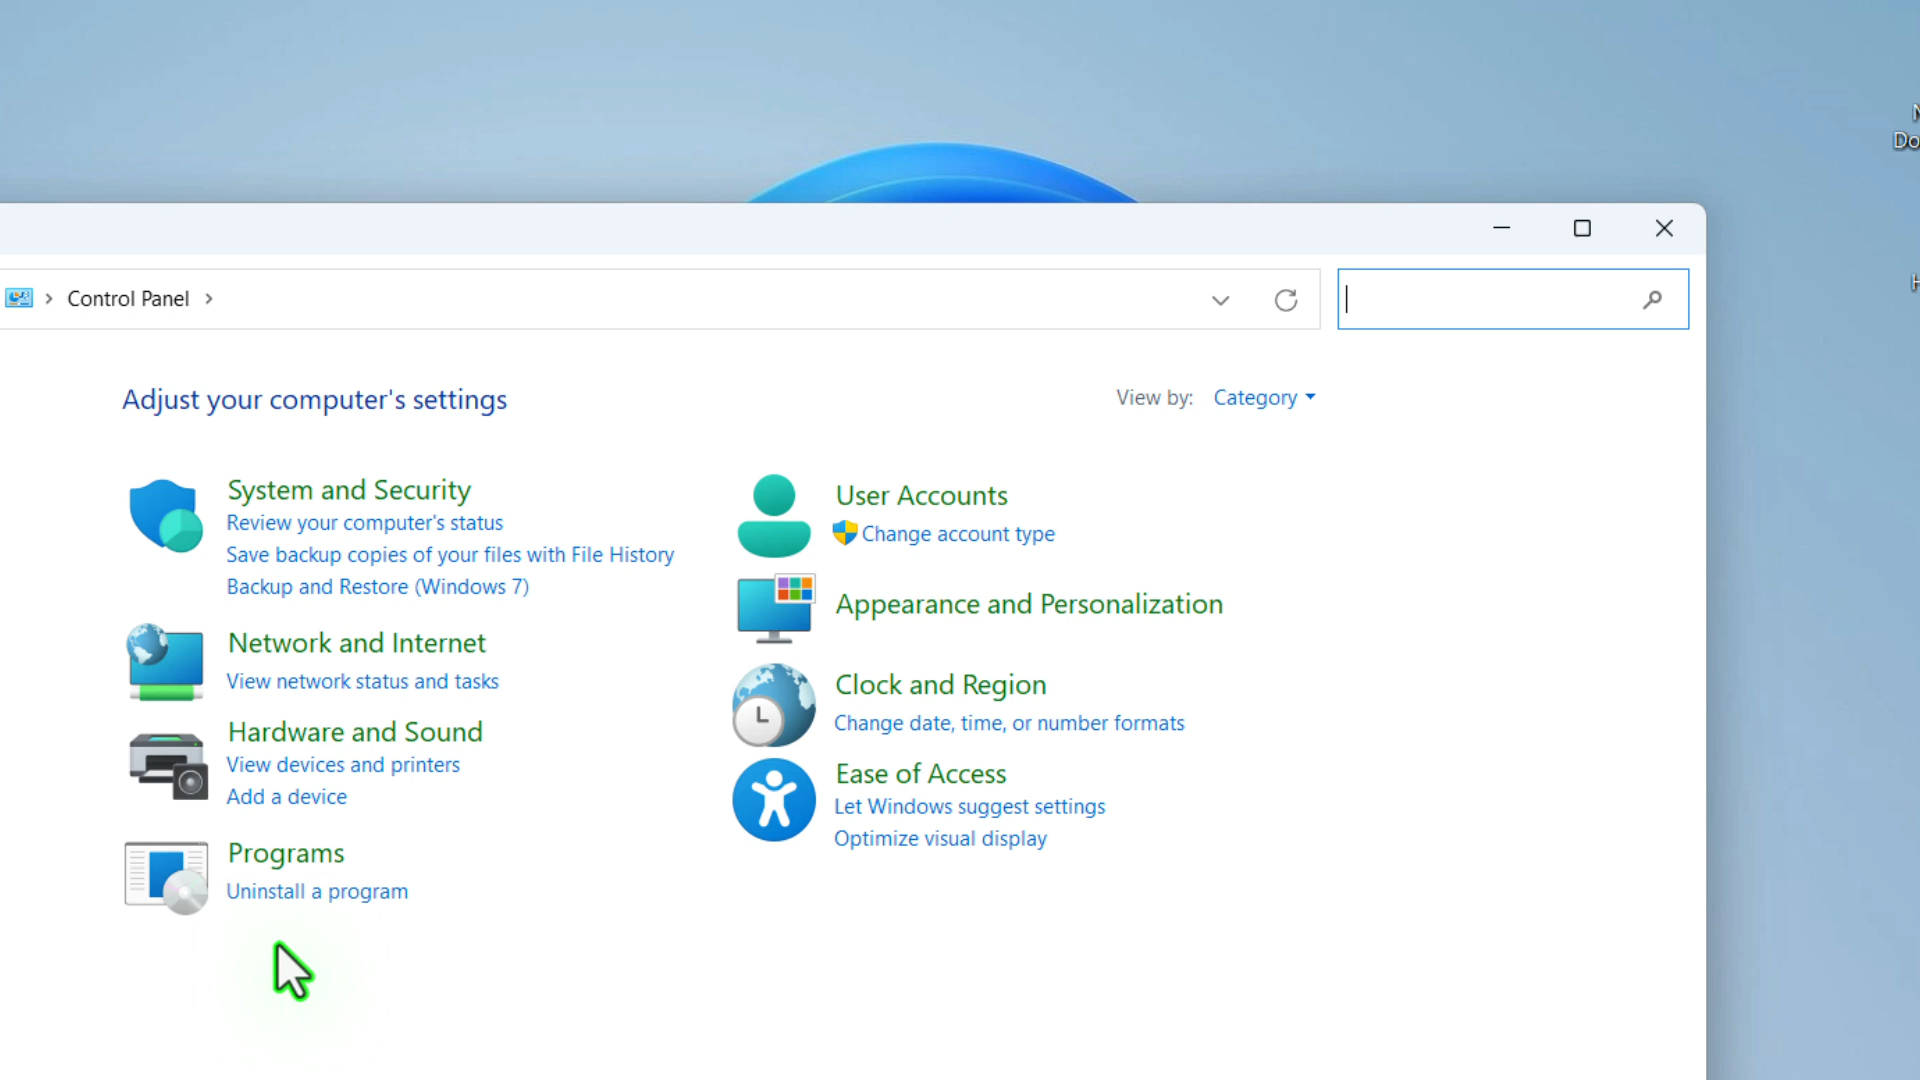 Control Panel
Adjust your computer's settings
View by: Category
System and Security
Review your computer's status
Save backup copies of your files with File History
Backup and Restore (Windows 7)
Network and Internet
View network status and tasks
Hardware and Sound
View devices and printers
Add a device
Programs
Uninstall a program
User Accounts
Change account type
Appearance and Personalization
Clock and Region
Change date, time, or number formats
Ease of Access
Let Windows suggest settings
Optimize visual display